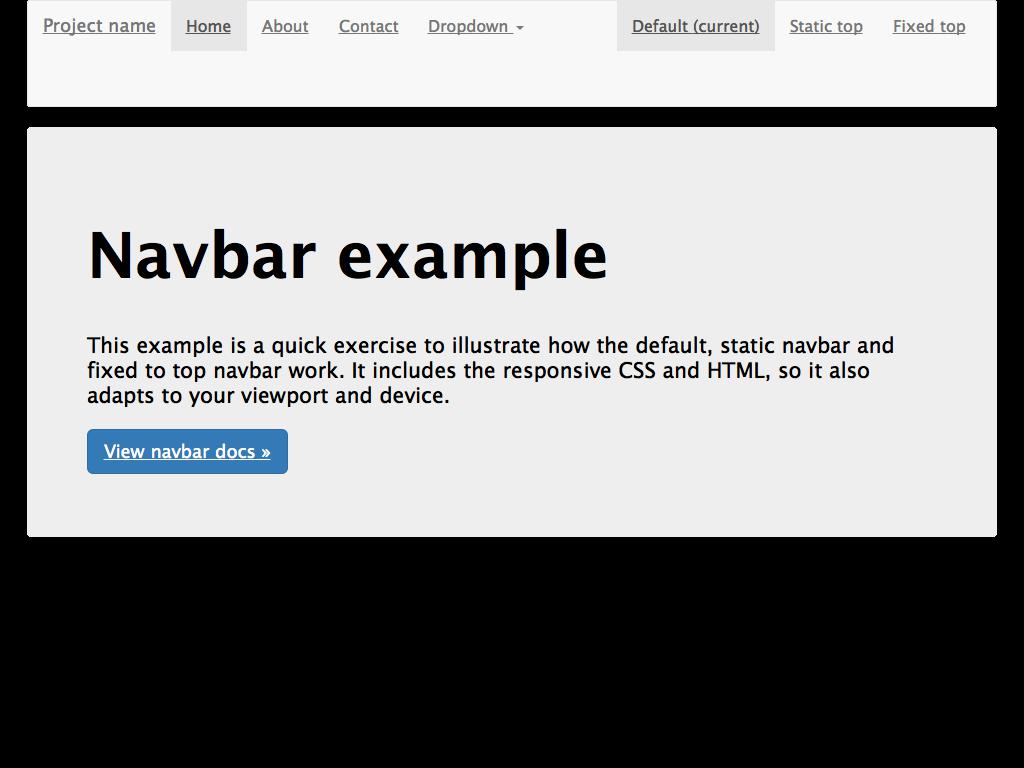 Project name Home About Contact Dropdown Default (current) Static top Fixed top
Navbar example
This example is a quick exercise to illustrate how the default, static navbar and
fixed to top navbar work. It includes the responsive CSS and HTML, so it also
adapts to your viewport and device.
View navbar docs »